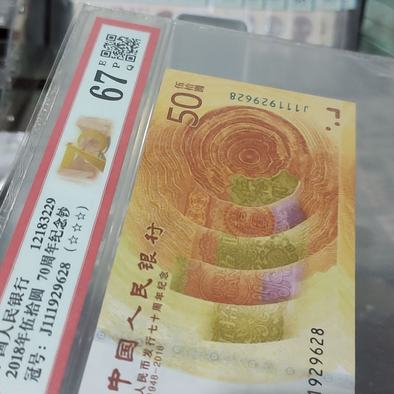 67
E
P
Q
国人民银行 12183229
2018年伍拾圆 70周年纪念钞
冠号: J111929628 (☆☆☆)
70
50
伍拾圓
J111929628
中国人民银行
人民币发行七十周年纪念
1948-2018
1929628